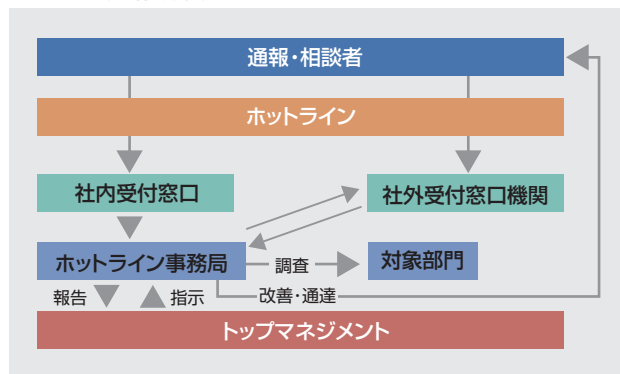 通報・相談者
ホットライン
社内受付窓口
社外受付窓口機関
ホットライン事務局
調査
対象部門
報告
指示
改善・通達
トップマネジメント